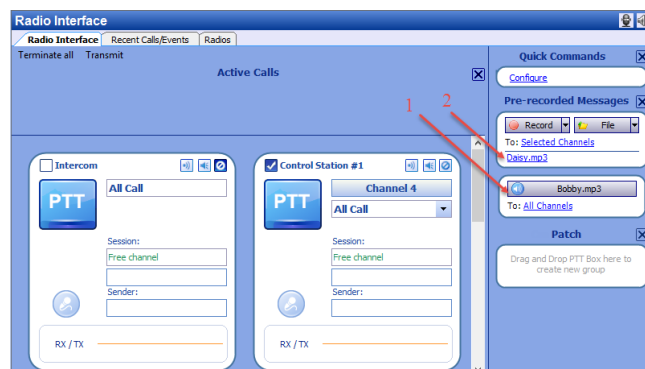 Radio Interface
Radio Interface Recent Calls/Events Radios
Terminate all Transmit
Active Calls
Intercom
PTT
All Call
Session:
Free channel
Sender:
RX / TX
Control Station #1
PTT
Channel 4
All Call
Session:
Free channel
Sender:
RX / TX
Quick Commands
Configure
Pre-recorded Messages
1 2
Record File
To: Selected Channels
Daisy.mp3
Bobby.mp3
To: All Channels
Patch
Drag and Drop PTT Box here to
create new group